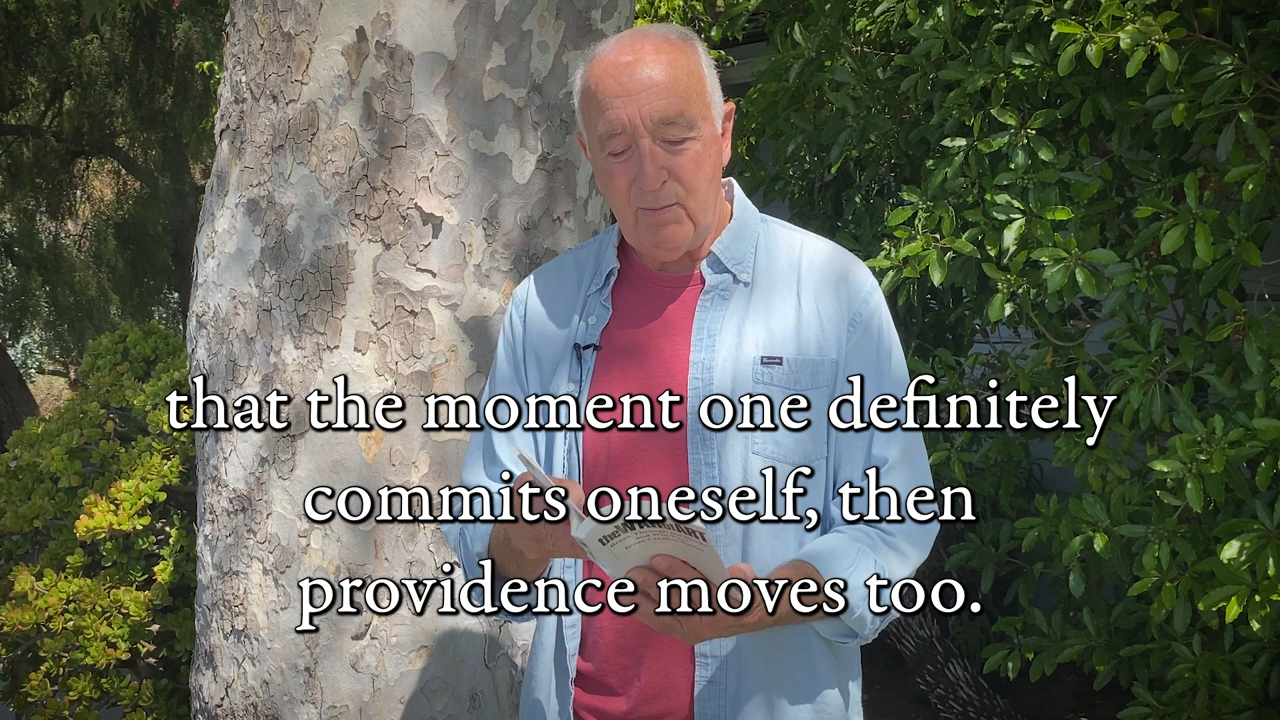 that the moment one definitely
commits oneself, then
providence moves too.